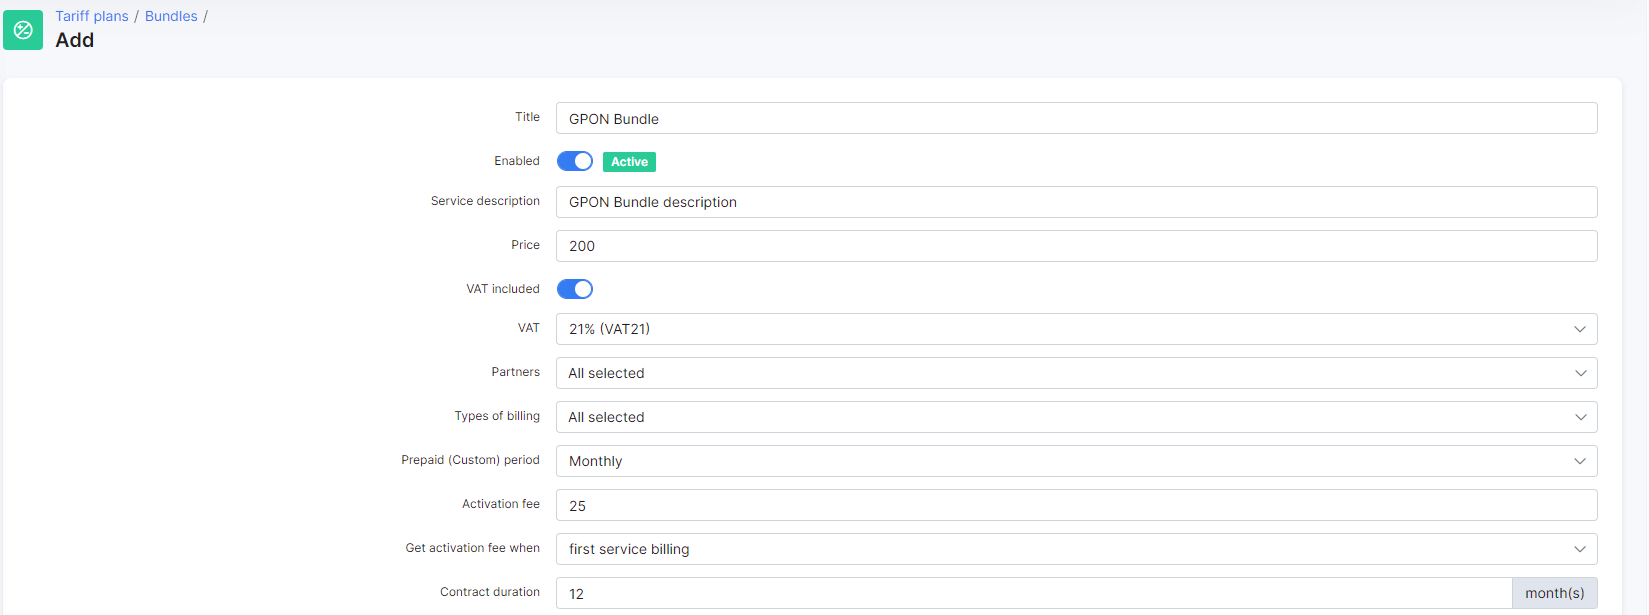 Tariff plans / Bundles /
Add
Title GPON Bundle
Enabled Active
Service description GPON Bundle description
Price 200
VAT included
VAT 21% (VAT21)
Partners All selected
Types of billing All selected
Prepaid (Custom) period Monthly
Activation fee 25
Get activation fee when first service billing
Contract duration 12 month(s)